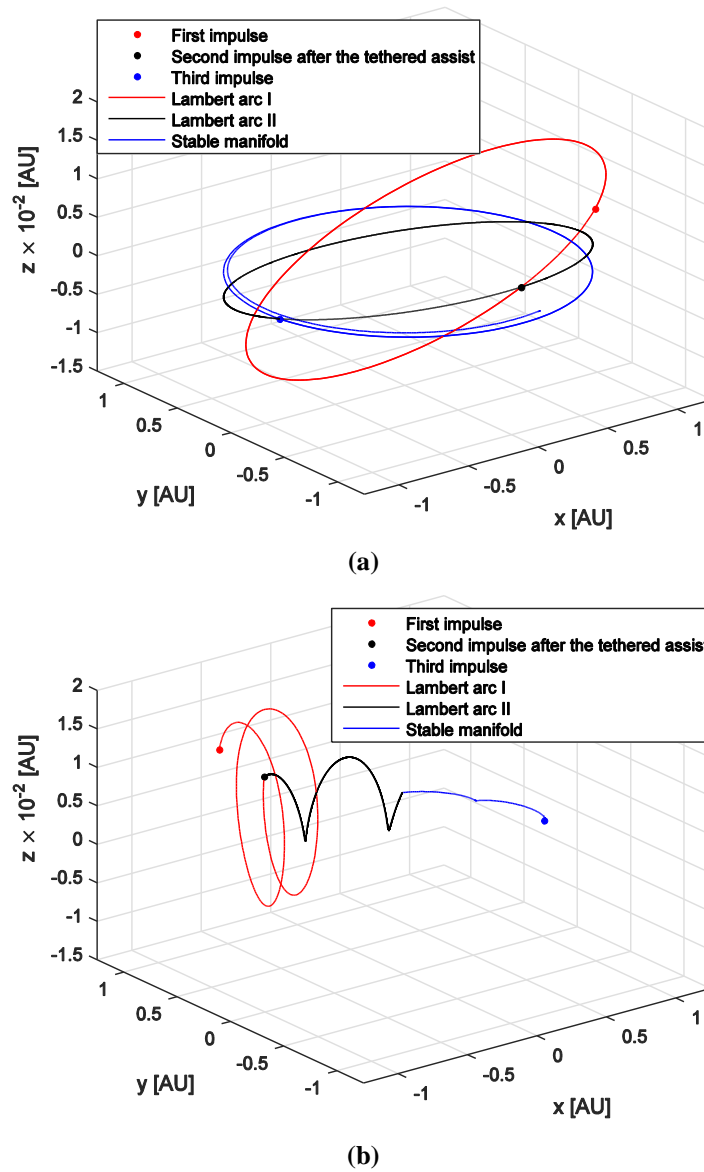 First impulse
Second impulse after the tethered assist
Third impulse
Lambert arc I
Lambert arc II
Stable manifold
2
1.5
1
0.5
0
-0.5
-1
-1.5
z × 10⁻² [AU]
1
0.5
0
-0.5
-1
y [AU]
-1
-0.5
0
0.5
1
x [AU]
(a)
First impulse
Second impulse after the tethered assist
Third impulse
Lambert arc I
Lambert arc II
Stable manifold
2
1.5
1
0.5
0
-0.5
-1
-1.5
z × 10⁻² [AU]
1
0.5
0
-0.5
-1
y [AU]
-1
-0.5
0
0.5
1
x [AU]
(b)